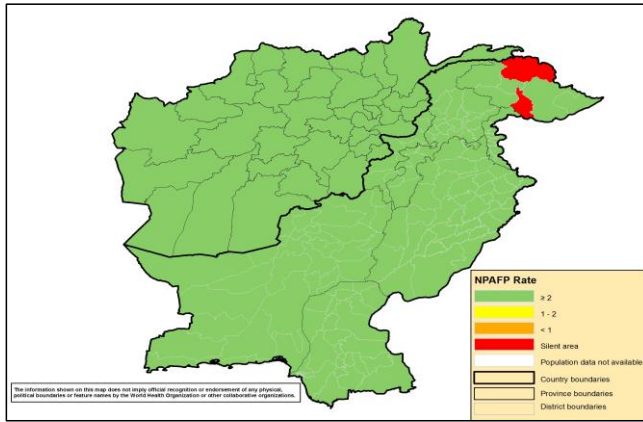 NPAFP Rate
≥ 2
1 - 2
< 1
Silent area
Population data not available
Country boundaries
Province boundaries
District boundaries
The information shown on this map does not imply official recognition or endorsement of any physical,
political boundaries or feature names by the World Health Organization or other collaborative organizations.